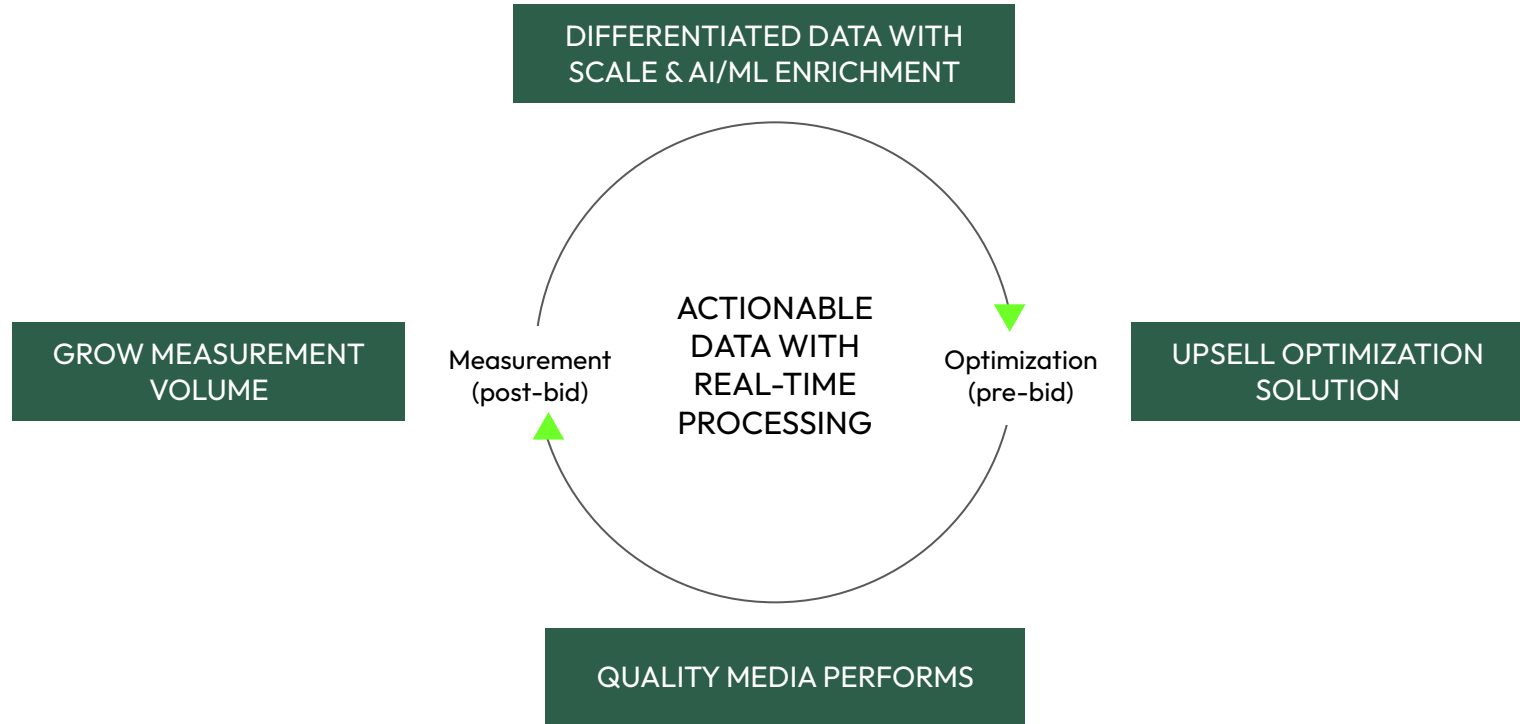 DIFFERENTIATED DATA WITH
SCALE & AI/ML ENRICHMENT
GROW MEASUREMENT
VOLUME
Measurement
(post-bid)
ACTIONABLE
DATA WITH
REAL-TIME
PROCESSING
Optimization
(pre-bid)
UPSELL OPTIMIZATION
SOLUTION
QUALITY MEDIA PERFORMS